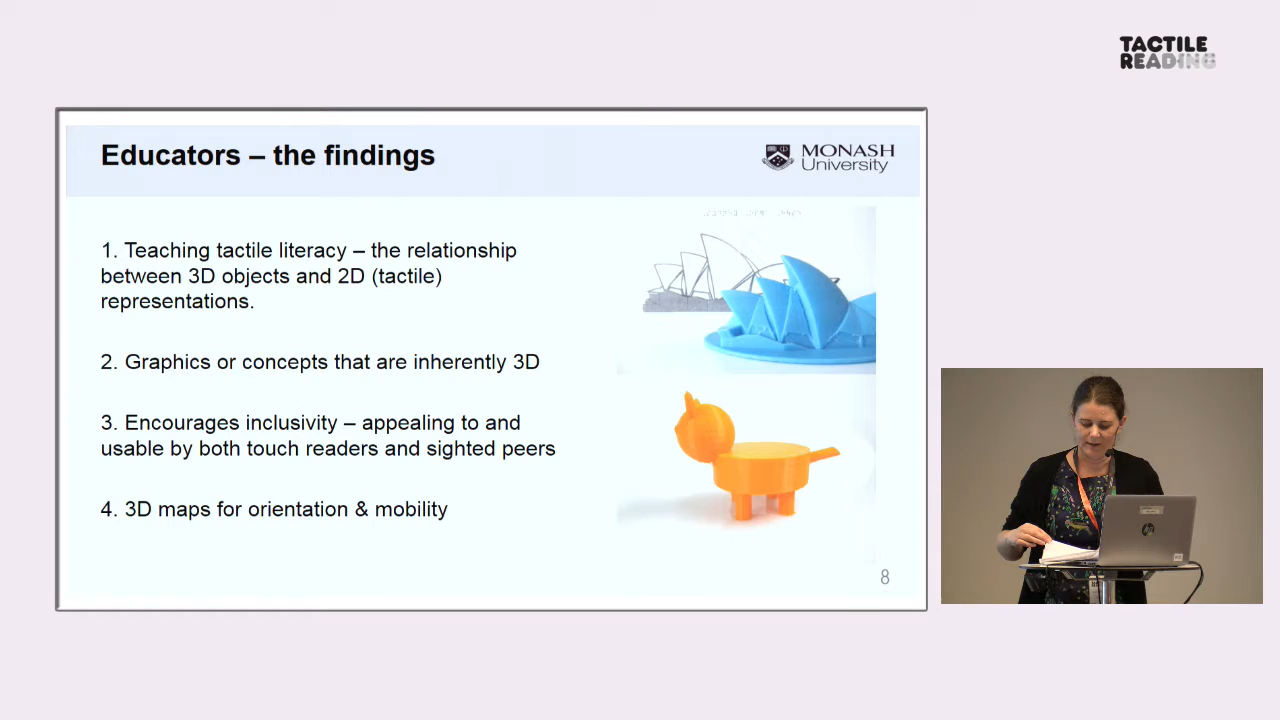 TACTILE
READING
Educators – the findings
MONASH
University
1. Teaching tactile literacy – the relationship
between 3D objects and 2D (tactile)
representations.
2. Graphics or concepts that are inherently 3D
3. Encourages inclusivity – appealing to and
usable by both touch readers and sighted peers
4. 3D maps for orientation & mobility
8
hp